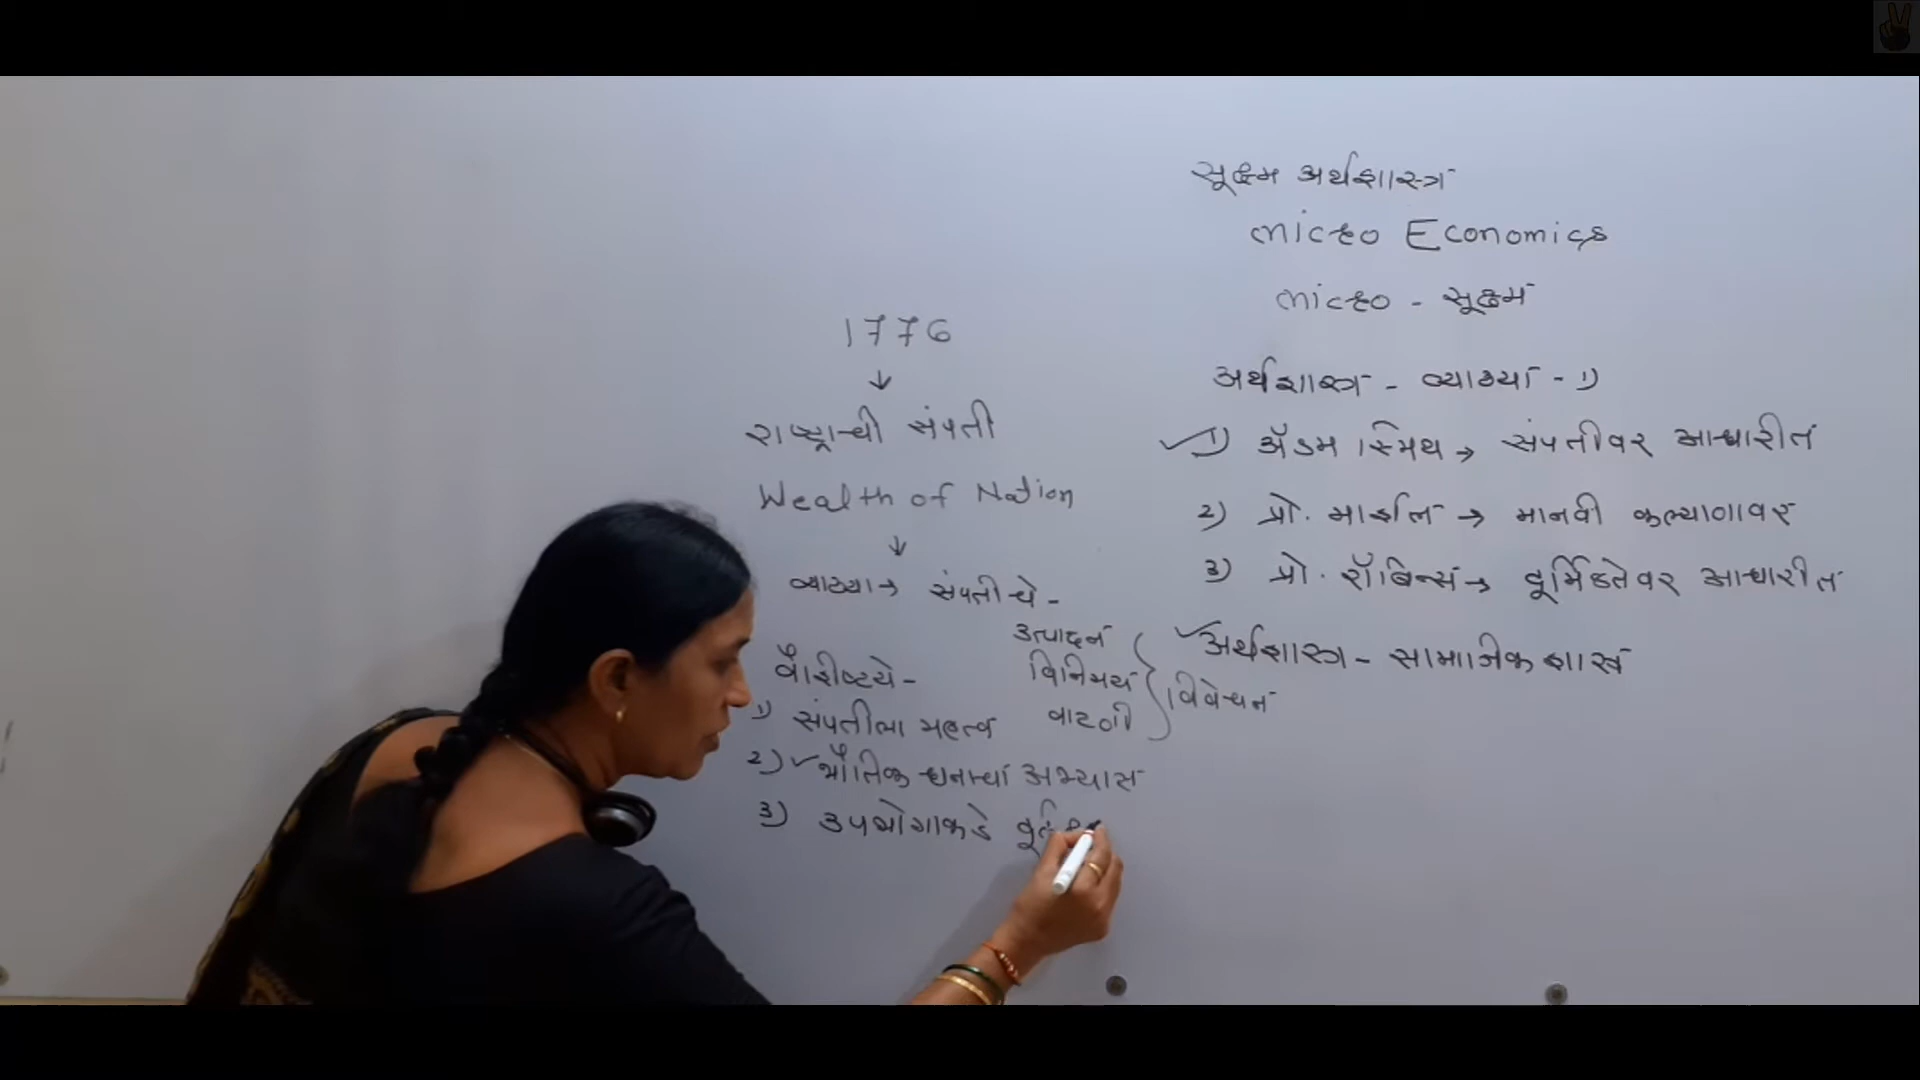 सूक्ष्म अर्थशास्त्र
Micro Economics
Micro - सूक्ष्म
अर्थशास्त्र - व्याख्या - १)
१) ॲडम स्मिथ → संपत्तीवर आधारीत
२) प्रो. मार्शल → मानवी कल्याणावर
३) प्रो. रॉबिन्स → दूर्मिळतेवर आधारीत
अर्थशास्त्र - सामाजिक शास्त्र
1776
↓
राष्ट्राची संपती
Wealth of Nation
↓
व्याख्या → संपतीचे -
उत्पादन
विनिमय
वाटणी
विवेचन
वैशीष्टये -
१) संपतीला महत्व
२) भौतिक धनाचा अभ्यास
३) उपभोगाकडे